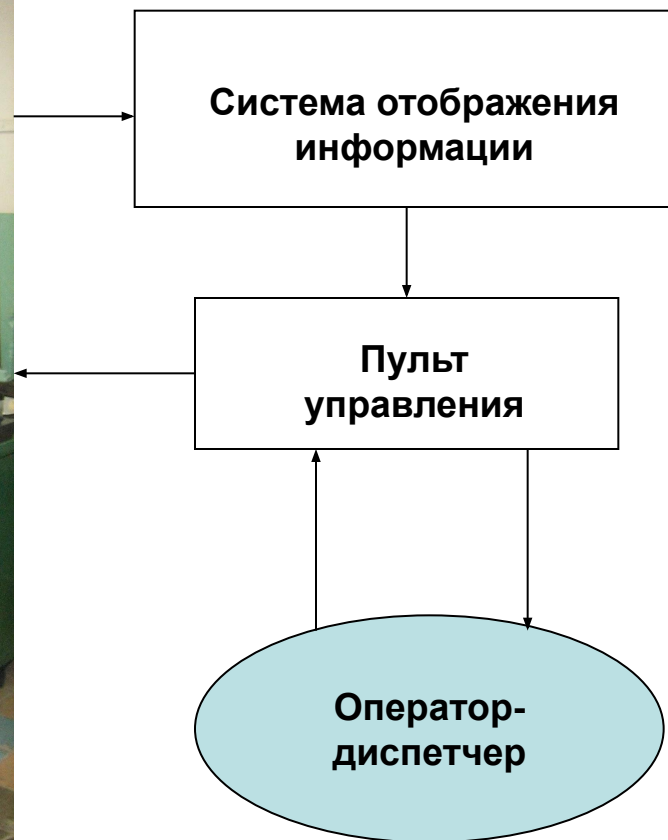 Система отображения
информации
Пульт
управления
Оператор-
диспетчер